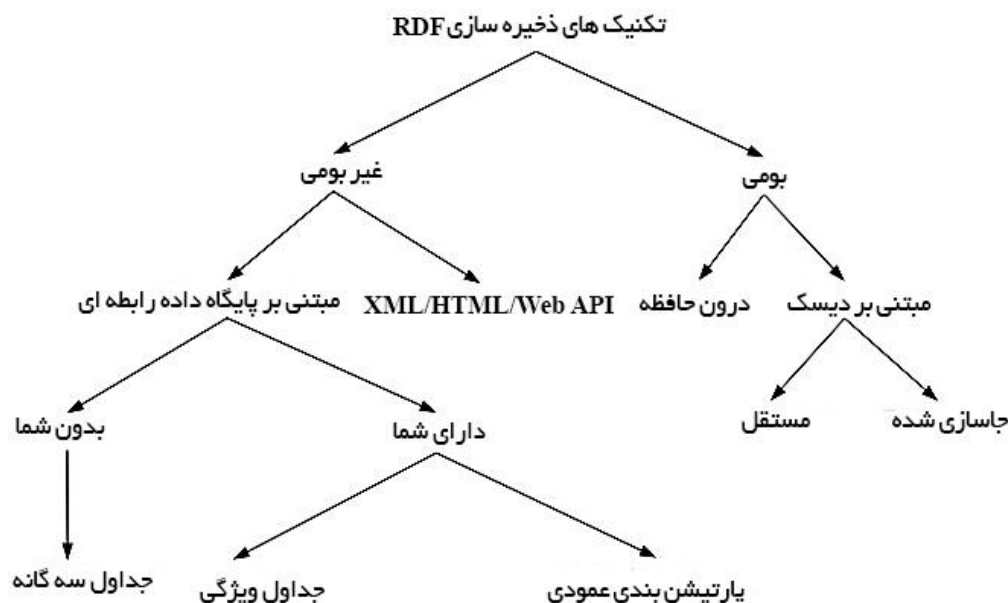 تکنیک های ذخیره سازی RDF
بومی
غیر بومی
مبتنی بر دیسک
درون حافظه
XML/HTML/Web API
مبتنی بر پایگاه داده رابطه ای
جاسازی شده
مستقل
دارای شما
بدون شما
پارتیشن بندی عمودی
جداول ویژگی
جداول سه گانه